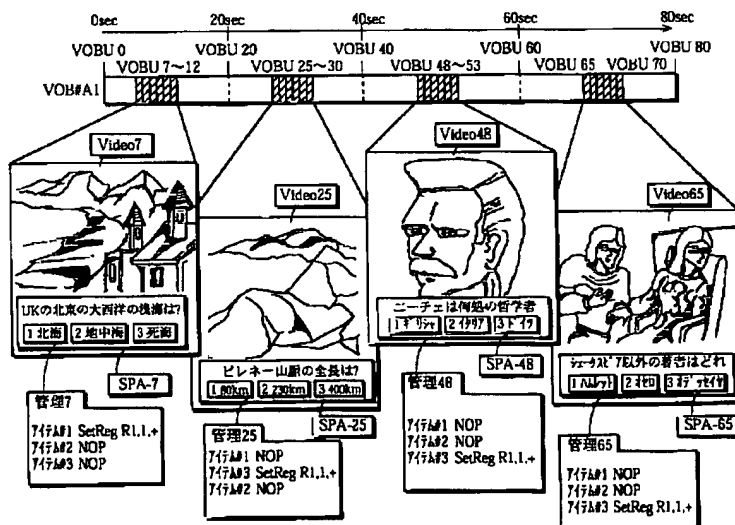 0sec 20sec 40sec 60sec 80sec
VOBU 0 VOBU 20 VOBU 40 VOBU 60 VOBU 80
VOBU 7～12 VOBU 25～30 VOBU 48～53 VOBU 65 VOBU 70
VOB#A1
Video7
UKの北東の大西洋の浅海は?
1 北海 2 地中海 3 死海
SPA-7
管理7
アイテム#1 SetReg R1,1,+
アイテム#2 NOP
アイテム#3 NOP
Video25
ピレネー山脈の全長は?
1 80km 2 230km 3 400km
SPA-25
管理25
アイテム#1 NOP
アイテム#3 SetReg R1,1,+
アイテム#2 NOP
Video48
ニーチェは何処の哲学者
1 ギリシャ 2 イタリア 3 ドイツ
SPA-48
管理48
アイテム#1 NOP
アイテム#2 NOP
アイテム#3 SetReg R1,1,+
Video65
シェークスピア以外の著者はどれ
1 ハムレット 2 オセロ 3 オデッセイヤ
SPA-65
管理65
アイテム#1 NOP
アイテム#2 NOP
アイテム#3 SetReg R1,1,+